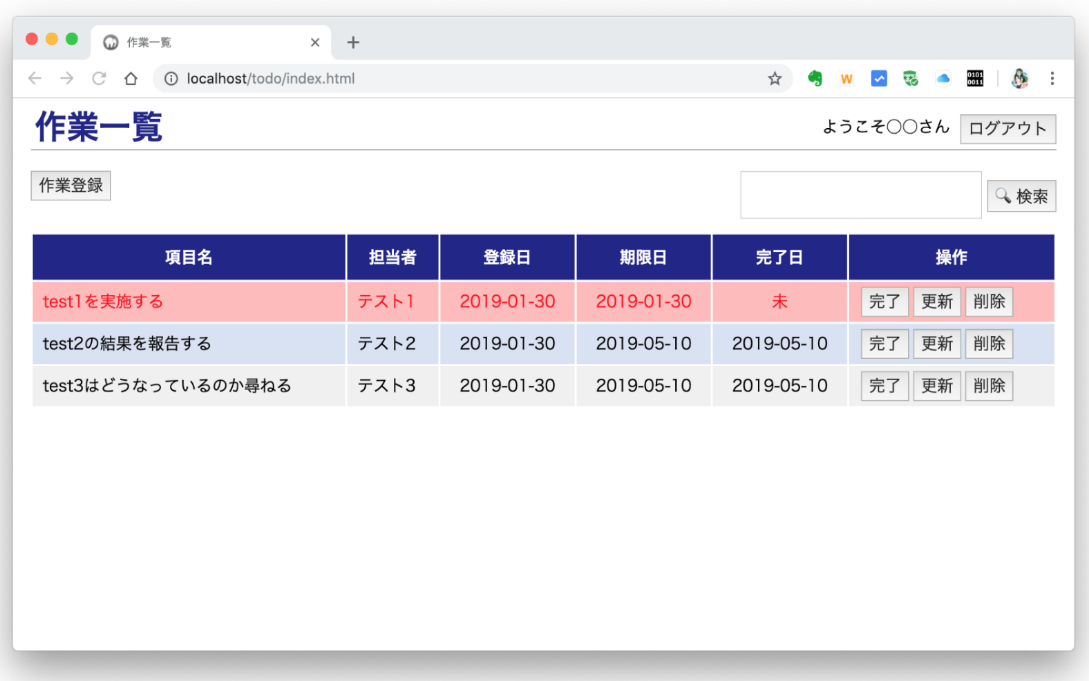 作業一覧
localhost/todo/index.html
W
0101
0011
作業一覧
ようこそ〇〇さん ログアウト
作業登録 検索
項目名 担当者 登録日 期限日 完了日 操作
test1を実施する テスト1 2019-01-30 2019-01-30 未 完了 更新 削除
test2の結果を報告する テスト2 2019-01-30 2019-05-10 2019-05-10 完了 更新 削除
test3はどうなっているのか尋ねる テスト3 2019-01-30 2019-05-10 2019-05-10 完了 更新 削除